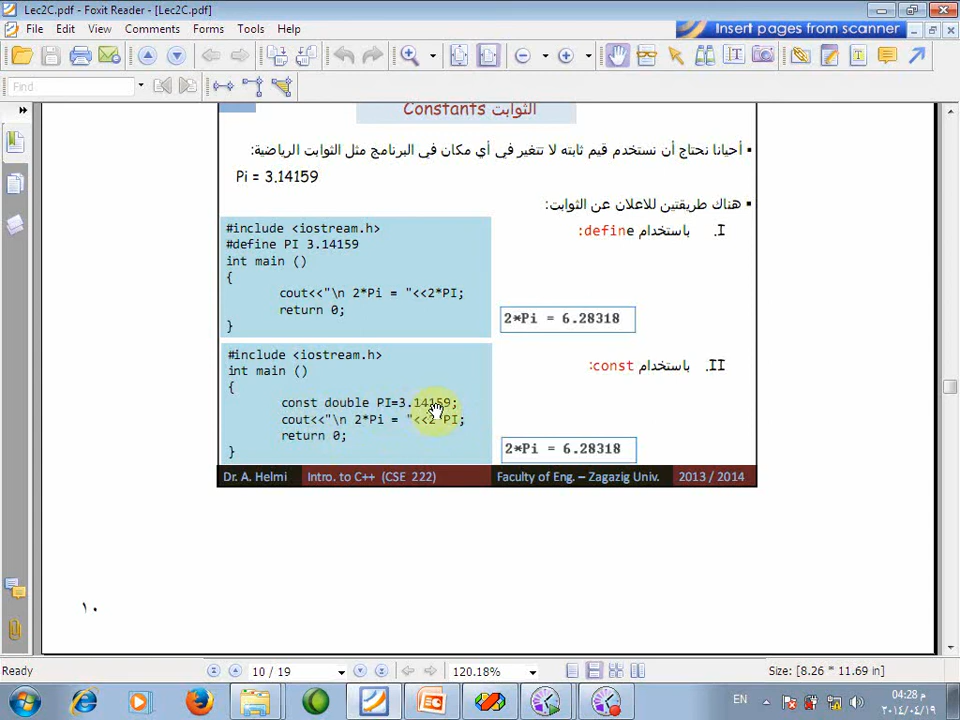 Lec2C.pdf - Foxit Reader - [Lec2C.pdf]
File Edit View Comments Forms Tools Help
Insert pages from scanner
Find
Constants الثوابت
▪ أحيانا نحتاج أن نستخدم قيم ثابته لا تتغير في أي مكان في البرنامج مثل الثوابت الرياضية:
Pi = 3.14159
▪ هناك طريقتين للاعلان عن الثوابت:
I. باستخدام define:
#include <iostream.h>
#define PI 3.14159
int main ()
{
cout<<"\n 2*Pi = "<<2*PI;
return 0;
}
2*Pi = 6.28318
II. باستخدام const:
#include <iostream.h>
int main ()
{
const double PI=3.14159;
cout<<"\n 2*Pi = "<<2*PI;
return 0;
}
2*Pi = 6.28318
Dr. A. Helmi Intro. to C++ (CSE 222) Faculty of Eng. – Zagazig Univ. 2013 / 2014
١٠
Ready 10 / 19 120.18% Size: [8.26 * 11.69 in]
EN 04:28 م
٢٠١٤/٠٤/١٩